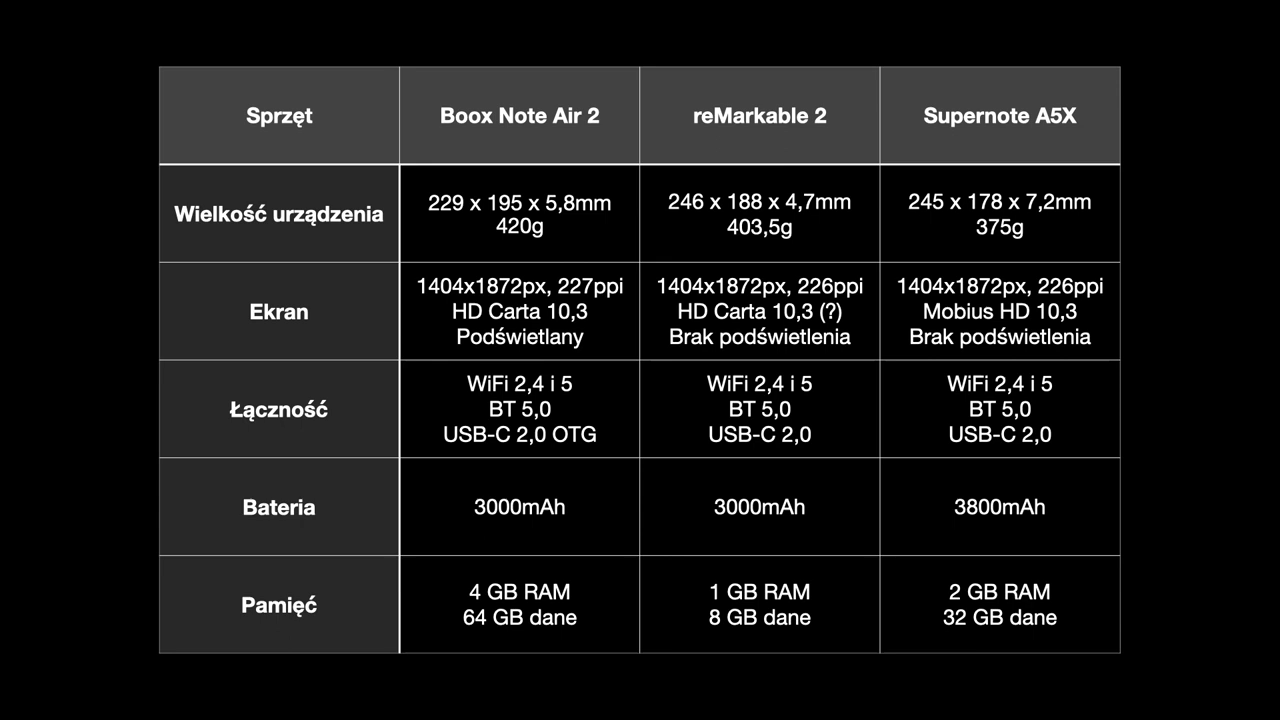 Sprzęt
Boox Note Air 2
reMarkable 2
Supernote A5X
Wielkość urządzenia
229 x 195 x 5,8mm
420g
246 x 188 x 4,7mm
403,5g
245 x 178 x 7,2mm
375g
Ekran
1404x1872px, 227ppi
HD Carta 10,3
Podświetlany
1404x1872px, 226ppi
HD Carta 10,3 (?)
Brak podświetlenia
1404x1872px, 226ppi
Mobius HD 10,3
Brak podświetlenia
Łączność
WiFi 2,4 i 5
BT 5,0
USB-C 2,0 OTG
WiFi 2,4 i 5
BT 5,0
USB-C 2,0
WiFi 2,4 i 5
BT 5,0
USB-C 2,0
Bateria
3000mAh
3000mAh
3800mAh
Pamięć
4 GB RAM
64 GB dane
1 GB RAM
8 GB dane
2 GB RAM
32 GB dane